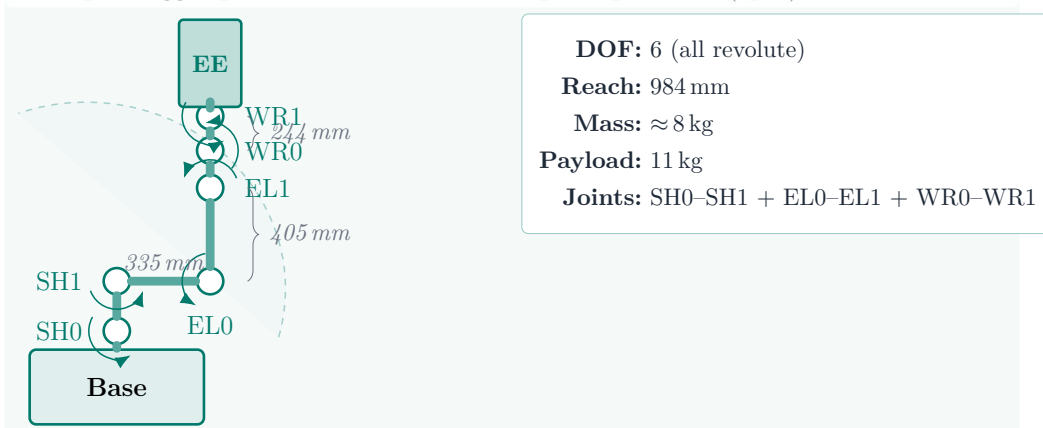 EE
WR1
244 mm
WR0
EL1
405 mm
335 mm
SH1
SH0
EL0
Base
DOF: 6 (all revolute)
Reach: 984 mm
Mass: ≈ 8 kg
Payload: 11 kg
Joints: SH0–SH1 + EL0–EL1 + WR0–WR1